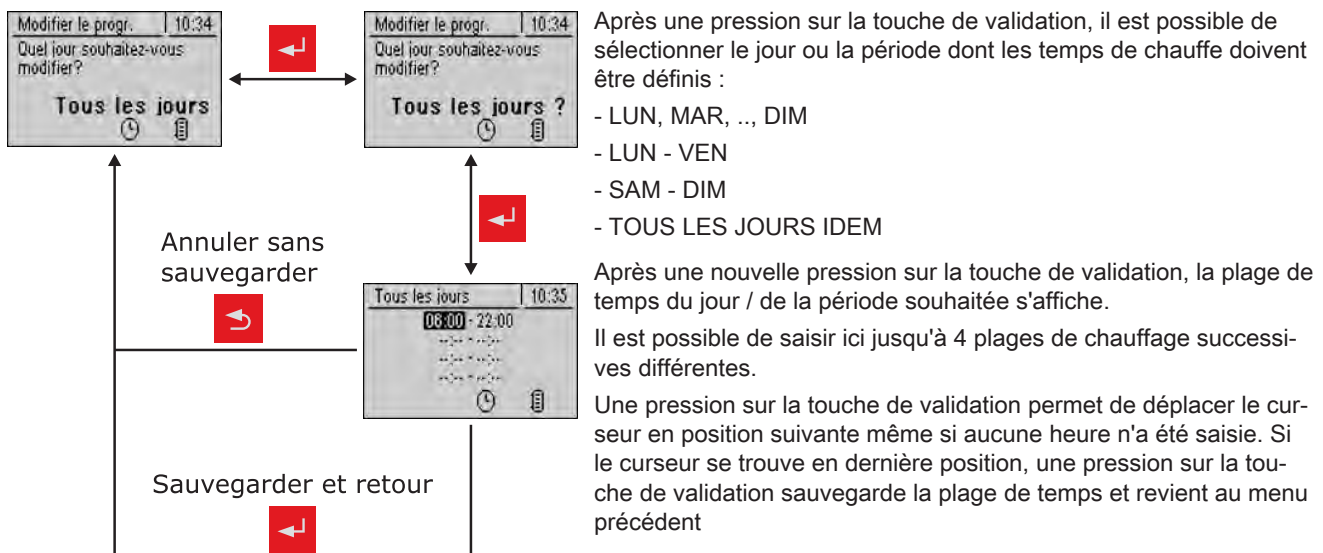 Modifier le progr. 10:34
Quel jour souhaitez-vous
modifier?
Tous les jours
Modifier le progr. 10:34
Quel jour souhaitez-vous
modifier?
Tous les jours ?
Annuler sans
sauvegarder
Tous les jours 10:35
06:00 - 22:00
--:-- - --:--
--:-- - --:--
--:-- - --:--
Sauvegarder et retour
Après une pression sur la touche de validation, il est possible de
sélectionner le jour ou la période dont les temps de chauffe doivent
être définis :
- LUN, MAR, .., DIM
- LUN - VEN
- SAM - DIM
- TOUS LES JOURS IDEM
Après une nouvelle pression sur la touche de validation, la plage de
temps du jour / de la période souhaitée s'affiche.
Il est possible de saisir ici jusqu'à 4 plages de chauffage successi-
ves différentes.
Une pression sur la touche de validation permet de déplacer le cur-
seur en position suivante même si aucune heure n'a été saisie. Si
le curseur se trouve en dernière position, une pression sur la tou-
che de validation sauvegarde la plage de temps et revient au menu
précédent